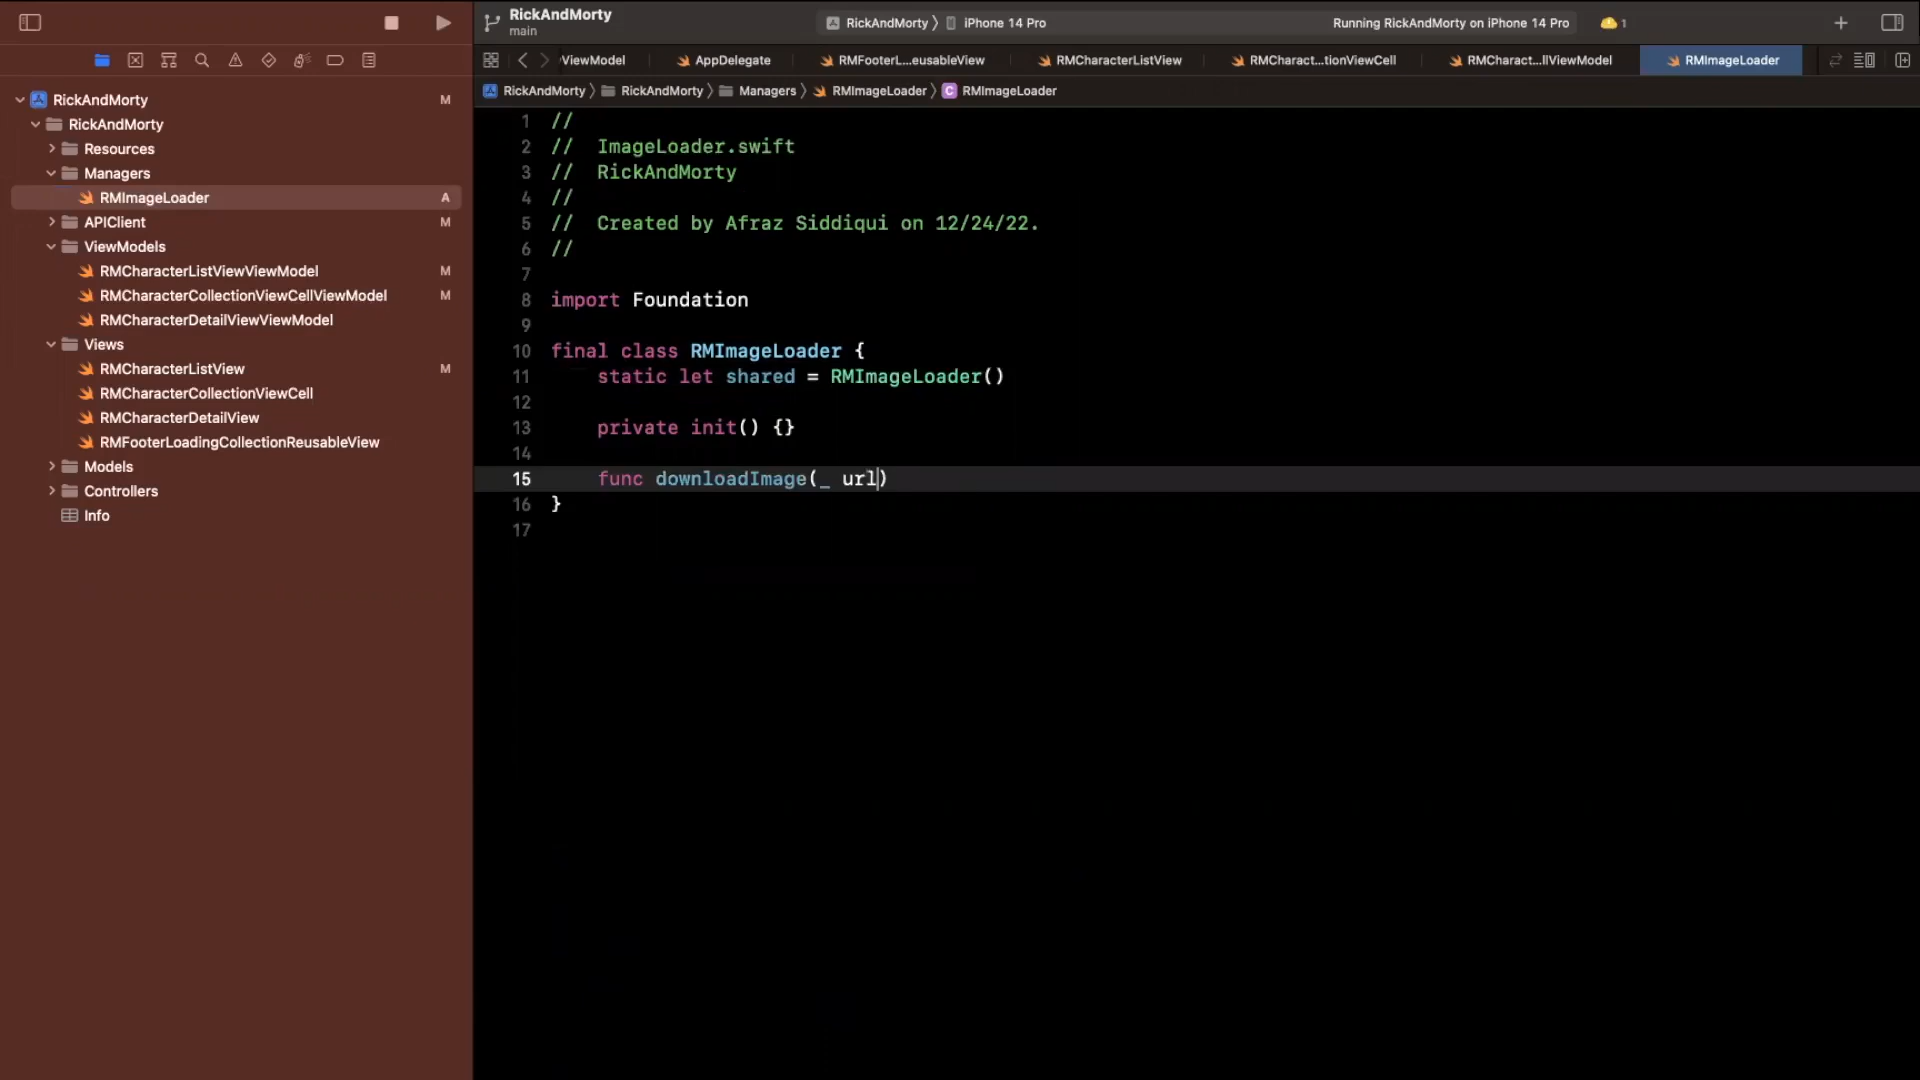 RickAndMorty
main
RickAndMorty
iPhone 14 Pro
Running RickAndMorty on iPhone 14 Pro
1
ViewModel
AppDelegate
RMFooterL...eusableView
RMCharacterListView
RMCharact...tionViewCell
RMCharact...llViewModel
RMImageLoader
RickAndMorty
RickAndMorty
Managers
RMImageLoader
C RMImageLoader
RickAndMorty M
RickAndMorty
Resources
Managers
RMImageLoader A
APIClient M
ViewModels
RMCharacterListViewViewModel M
RMCharacterCollectionViewCellViewModel M
RMCharacterDetailViewViewModel
Views
RMCharacterListView M
RMCharacterCollectionViewCell
RMCharacterDetailView
RMFooterLoadingCollectionReusableView
Models
Controllers
Info
1 //
2 //  ImageLoader.swift
3 //  RickAndMorty
4 //
5 //  Created by Afraz Siddiqui on 12/24/22.
6 //
7
8 import Foundation
9
10 final class RMImageLoader {
11     static let shared = RMImageLoader()
12
13     private init() {}
14
15     func downloadImage(_ url)
16 }
17